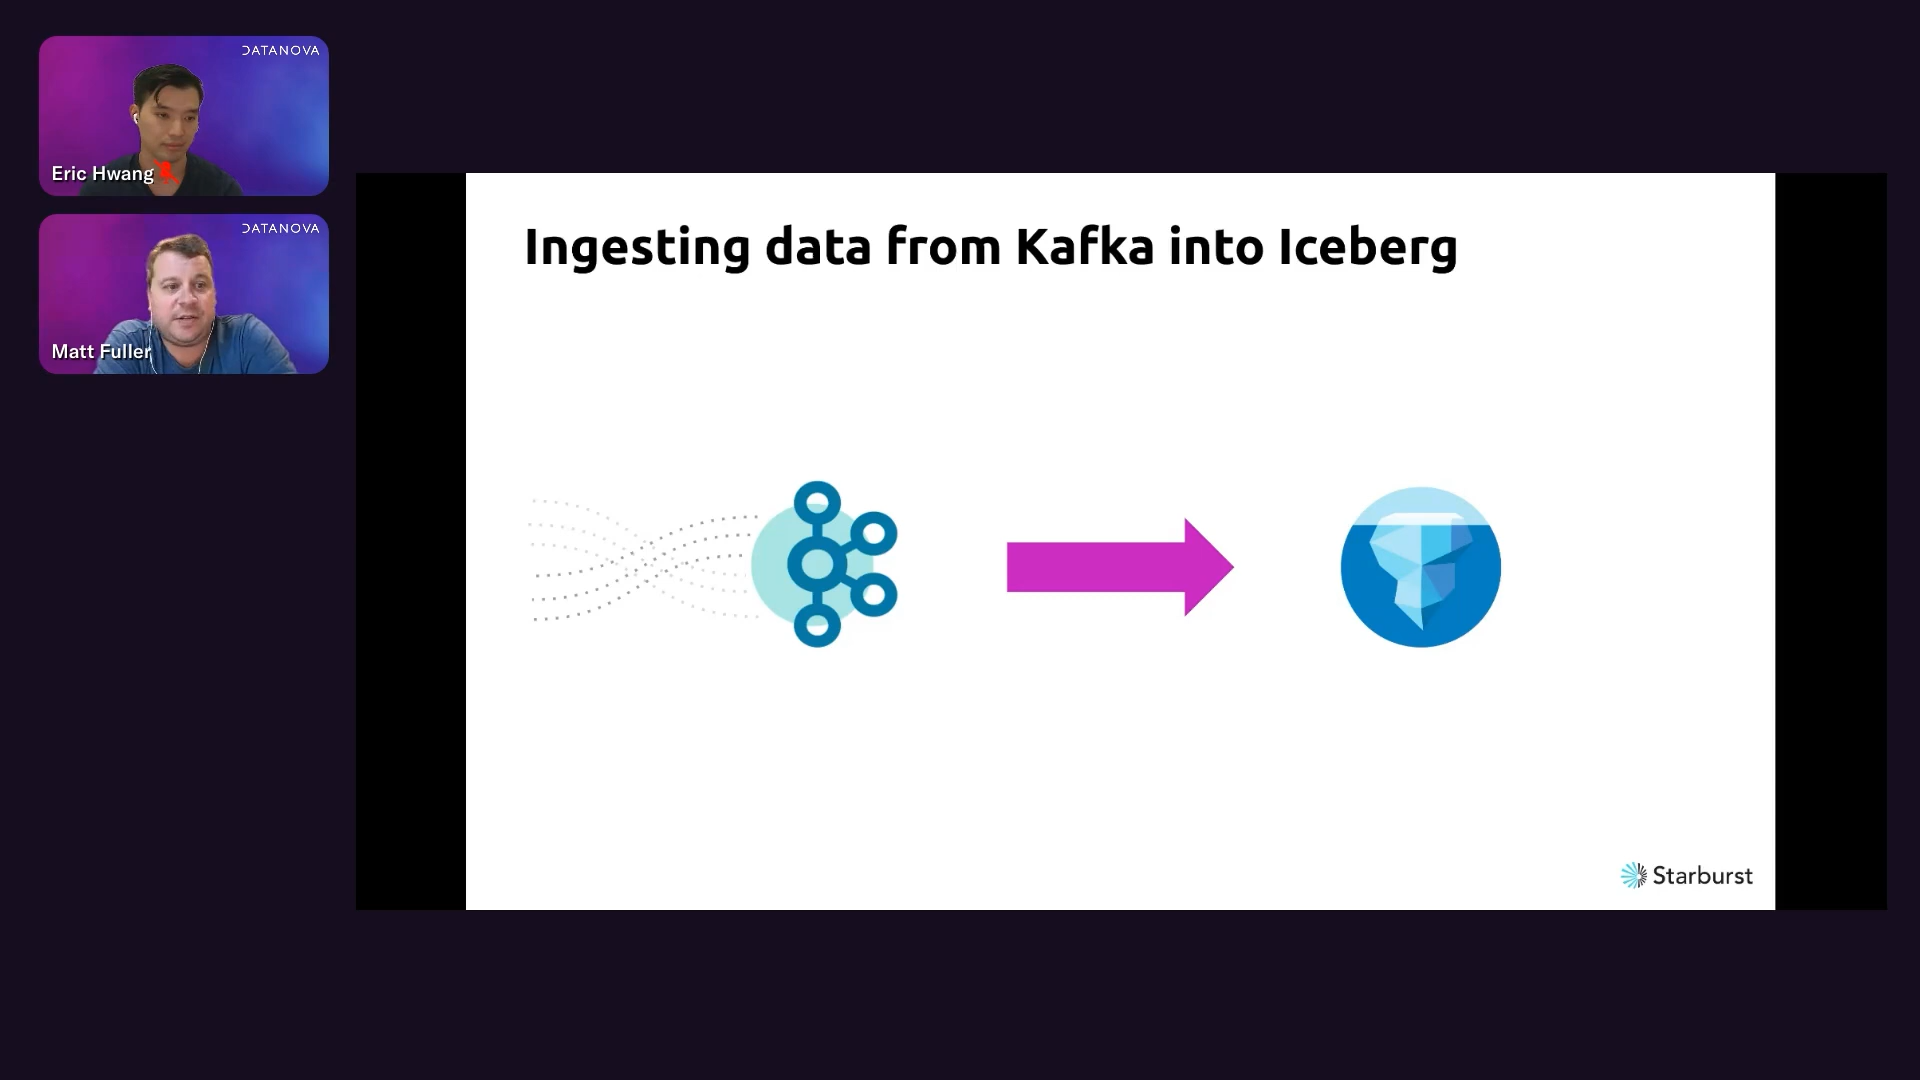 DATANOVA
Eric Hwang
DATANOVA
Matt Fuller
Ingesting data from Kafka into Iceberg
Starburst